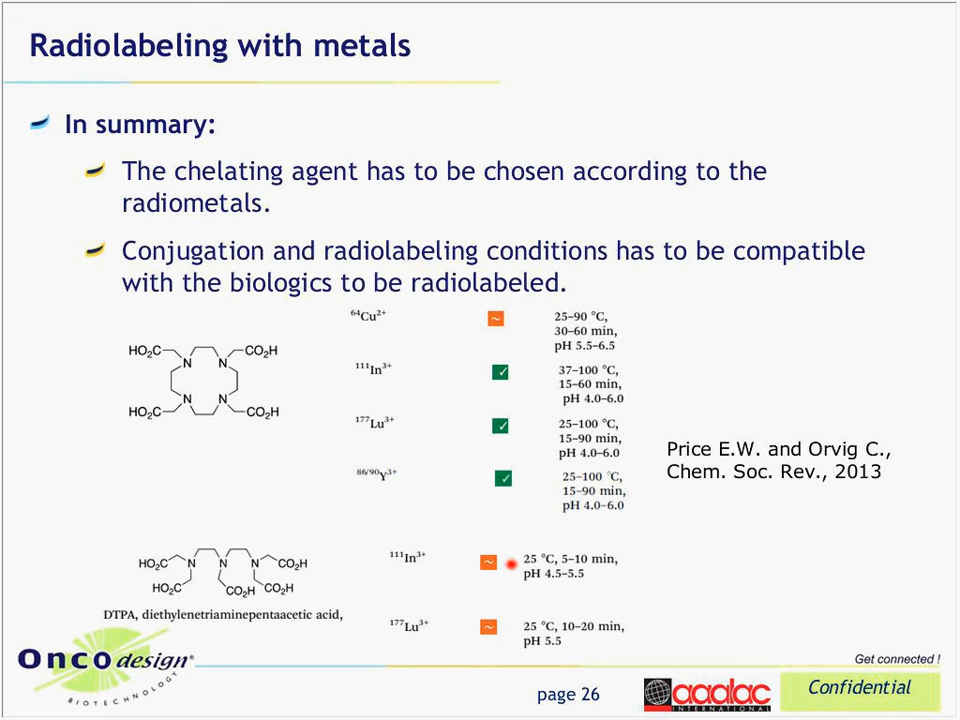 Radiolabeling with metals
In summary:
The chelating agent has to be chosen according to the
radiometals.
Conjugation and radiolabeling conditions has to be compatible
with the biologics to be radiolabeled.
HO₂C
CO₂H
N
N
N
N
HO₂C
CO₂H
⁶⁴Cu²⁺
~
25–90 °C,
30–60 min,
pH 5.5–6.5
¹¹¹In³⁺
✓
37–100 °C,
15–60 min,
pH 4.0–6.0
¹⁷⁷Lu³⁺
✓
25–100 °C,
15–90 min,
pH 4.0–6.0
⁸⁶/⁹⁰Y³⁺
✓
25–100 °C,
15–90 min,
pH 4.0–6.0
Price E.W. and Orvig C.,
Chem. Soc. Rev., 2013
HO₂C
N
N
N
CO₂H
HO₂C
CO₂H
CO₂H
DTPA, diethylenetriaminepentaacetic acid,
¹¹¹In³⁺
~
25 °C, 5–10 min,
pH 4.5–5.5
¹⁷⁷Lu³⁺
~
25 °C, 10–20 min,
pH 5.5
Oncodesign®
BIOTECHNOLOGY
Get connected !
page 26
aaalac
INTERNATIONAL
Confidential